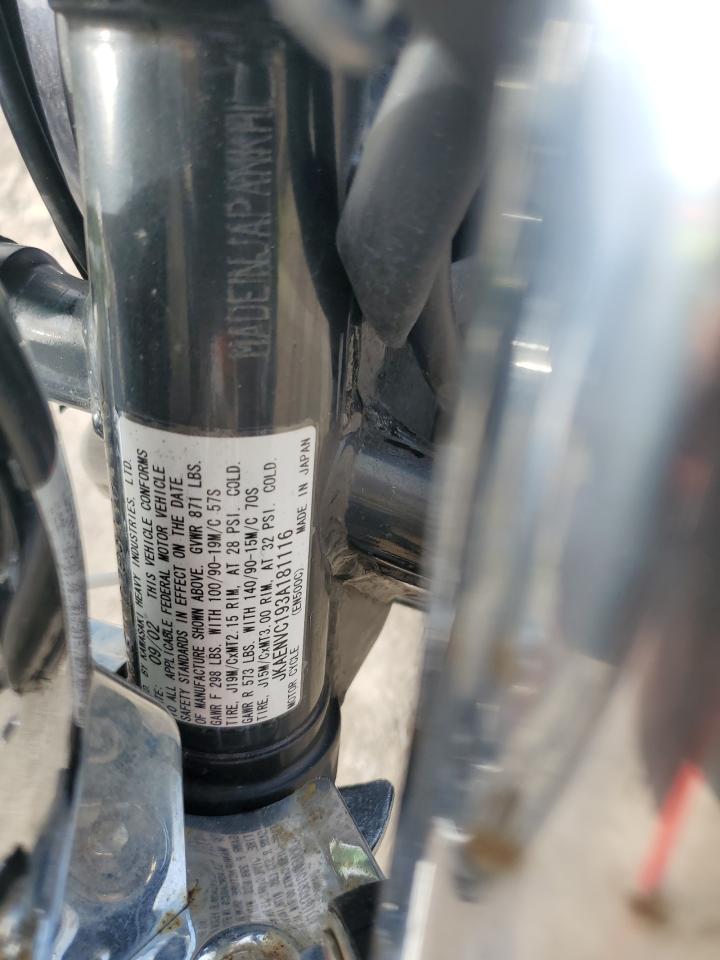 MADEINJAPANKHI
BY KAWASAKI HEAVY INDUSTRIES, LTD.
09/02 THIS VEHICLE CONFORMS
TO ALL APPLICABLE FEDERAL MOTOR VEHICLE
SAFETY STANDARDS IN EFFECT ON THE DATE
OF MANUFACTURE SHOWN ABOVE. GVWR 871 LBS.
GAWR F 298 LBS. WITH 100/90-19M/C 57S
TIRE, J19M/CxMT2.15 RIM, AT 28 PSI. COLD.
GAWR R 573 LBS. WITH 140/90-15M/C 70S
TIRE, J15M/CxMT3.00 RIM, AT 32 PSI. COLD.
JKAENVC193A181116
MOTOR CYCLE (EN500C) MADE IN JAPAN